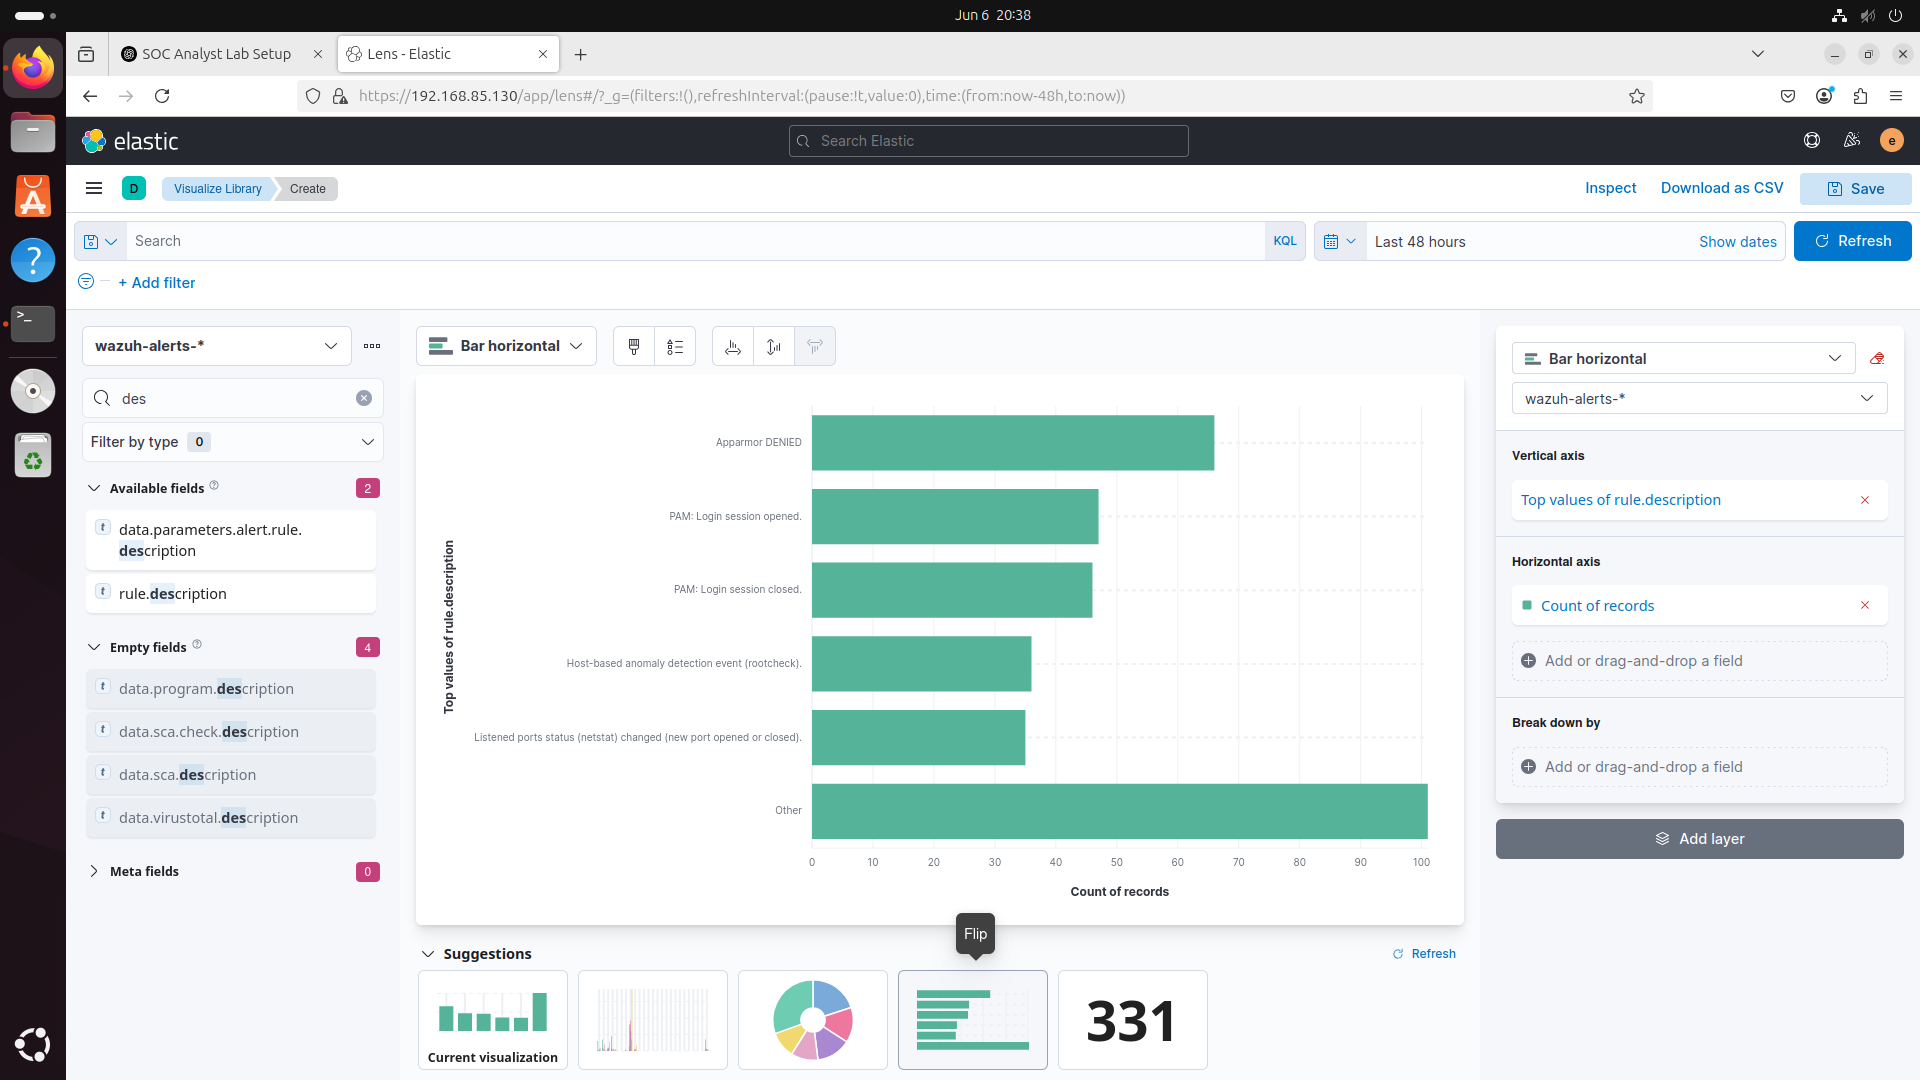 Jun 6 20:38
SOC Analyst Lab Setup
Lens - Elastic
https://192.168.85.130/app/lens#/?_g=(filters:!(),refreshInterval:(pause:!t,value:0),time:(from:now-48h,to:now))
elastic
Search Elastic
e
D
Visualize Library
Create
Inspect
Download as CSV
Save
Search
KQL
Last 48 hours
Show dates
Refresh
+ Add filter
wazuh-alerts-*
des
Filter by type 0
Available fields 2
data.parameters.alert.rule.
description
rule.description
Empty fields 4
data.program.description
data.sca.check.description
data.sca.description
data.virustotal.description
Meta fields 0
Bar horizontal
Top values of rule.description
Apparmor DENIED
PAM: Login session opened.
PAM: Login session closed.
Host-based anomaly detection event (rootcheck).
Listened ports status (netstat) changed (new port opened or closed).
Other
0 10 20 30 40 50 60 70 80 90 100
Count of records
Flip
Suggestions
Refresh
Current visualization
331
Bar horizontal
wazuh-alerts-*
Vertical axis
Top values of rule.description
Horizontal axis
Count of records
Add or drag-and-drop a field
Break down by
Add or drag-and-drop a field
Add layer